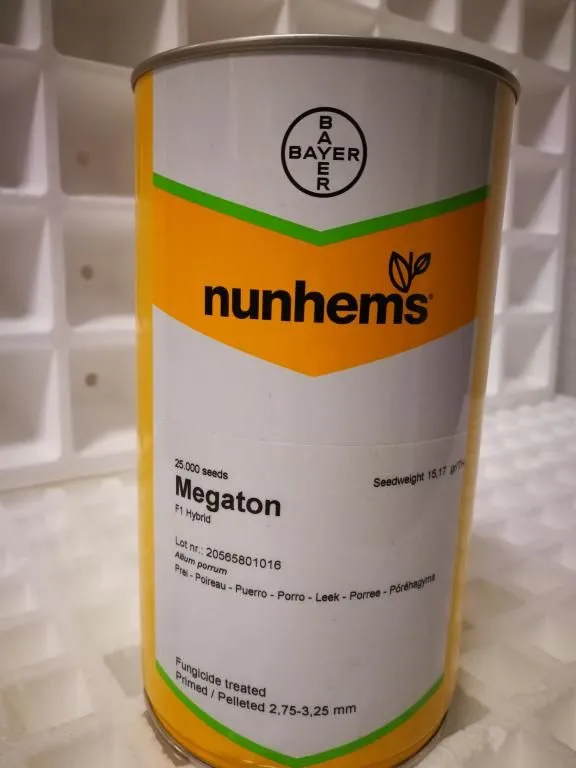 BAYER
BAYER
nunhems
25.000 seeds
Seedweight 15,17
Megaton
F1 Hybrid
Lot nr.: 20565801016
Allium porrum
Prei - Poireau - Puerro - Porro - Leek - Porree - Póréhagyma
Fungicide treated
Primed / Pelleted 2,75-3,25 mm